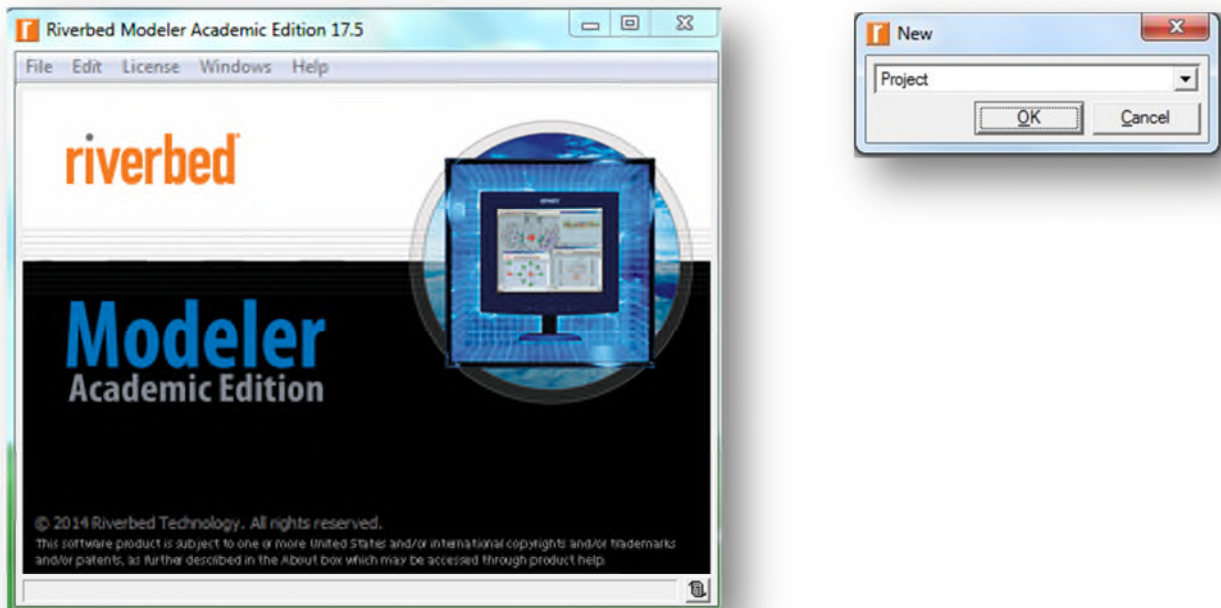 Riverbed Modeler Academic Edition 17.5
File Edit License Windows Help
riverbed
Modeler
Academic Edition
© 2014 Riverbed Technology. All rights reserved.
This software product is subject to one or more United States and/or international copyrights and/or trademarks
and/or patents, as further described in the About box which may be accessed through product help.
New
Project
OK Cancel